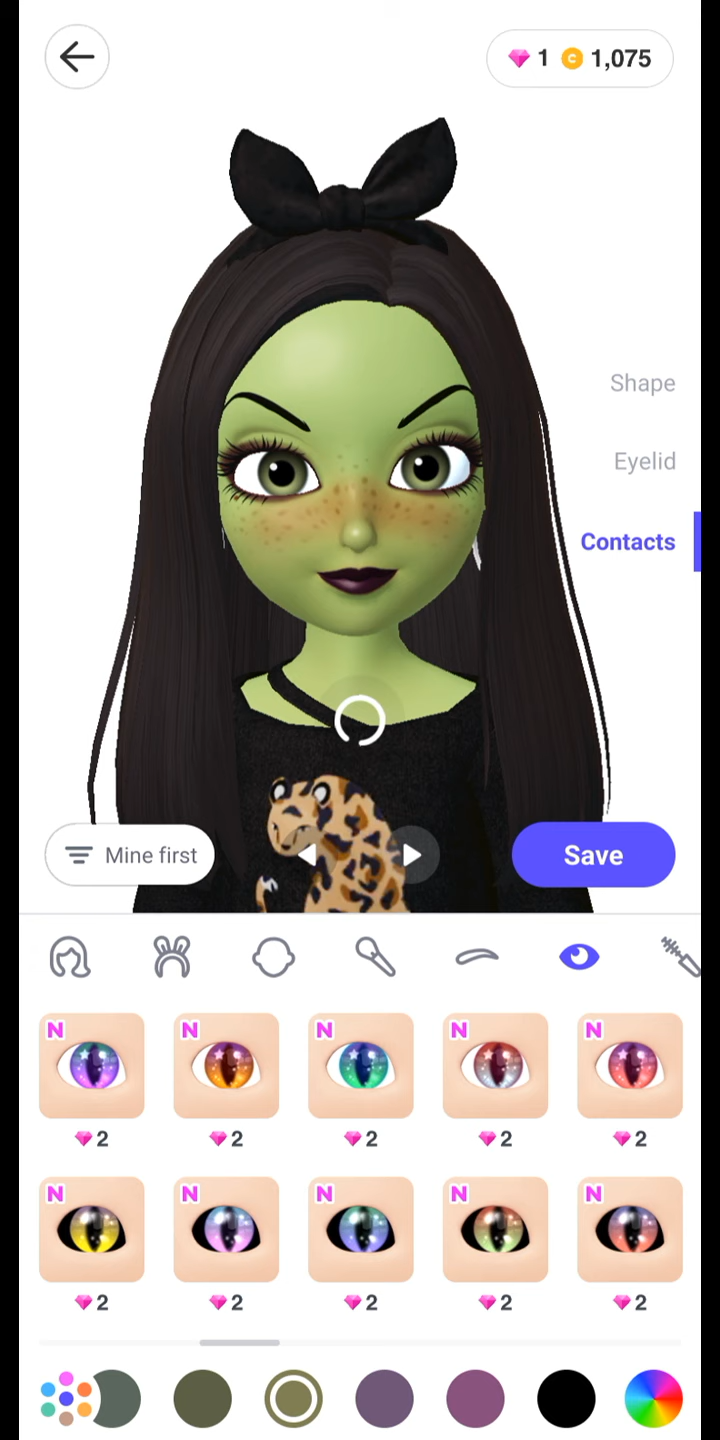 1 1,075
Shape
Eyelid
Contacts
Mine first
Save
N N N N N
2 2 2 2 2
N N N N N
2 2 2 2 2